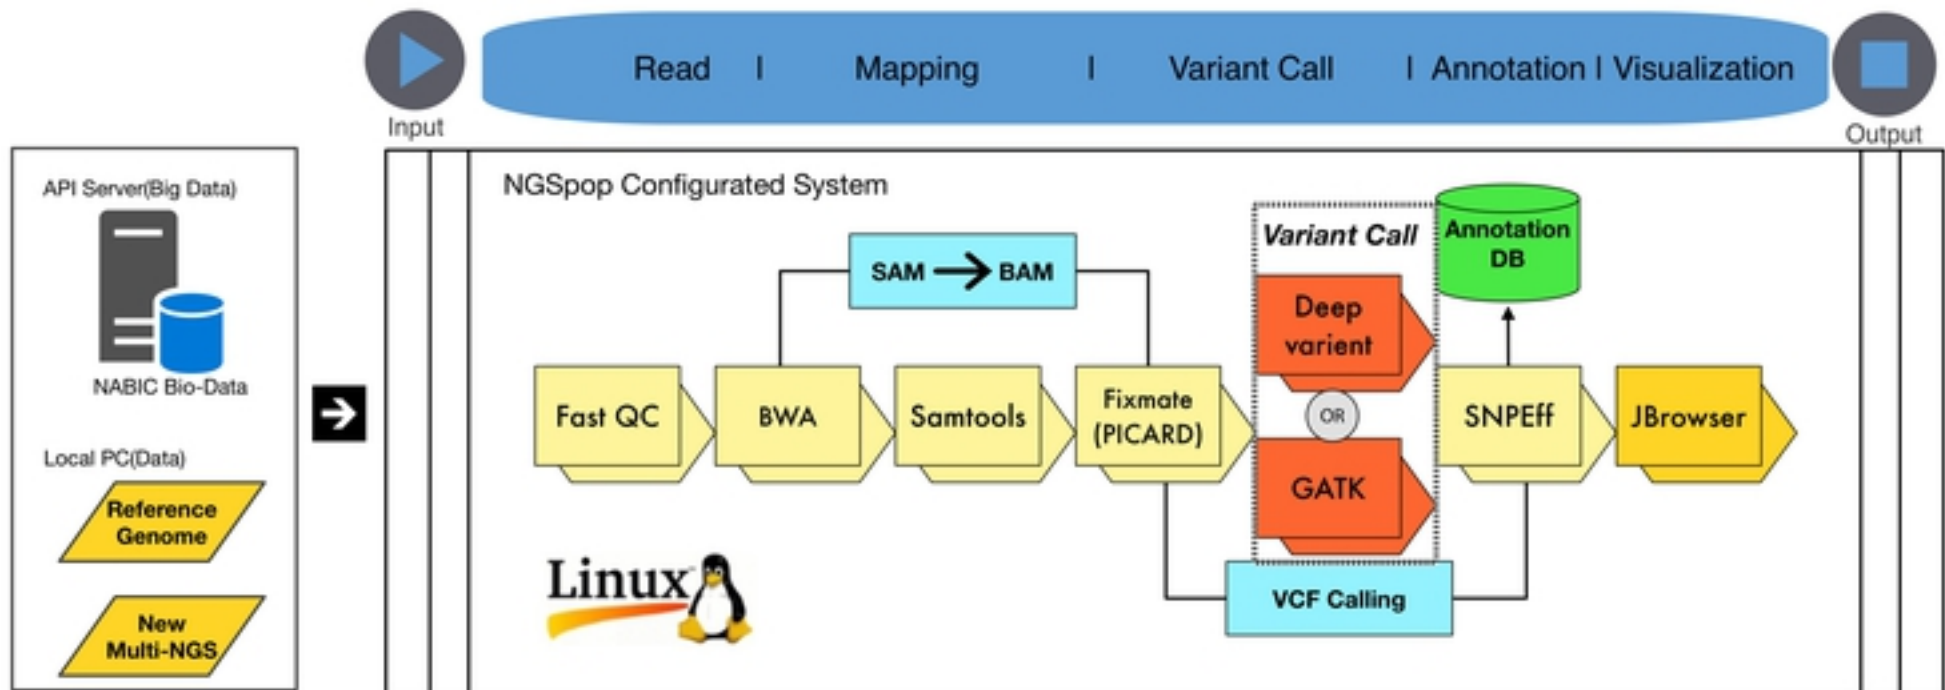 Read | Mapping | Variant Call | Annotation | Visualization
Input
Output
API Server(Big Data)
NABIC Bio-Data
Local PC(Data)
Reference
Genome
New
Multi-NGS
NGSpop Configurated System
SAM → BAM
Variant Call
Annotation
DB
Deep
varient
OR
GATK
Fast QC
BWA
Samtools
Fixmate
(PICARD)
SNPEff
JBrowser
VCF Calling
Linux